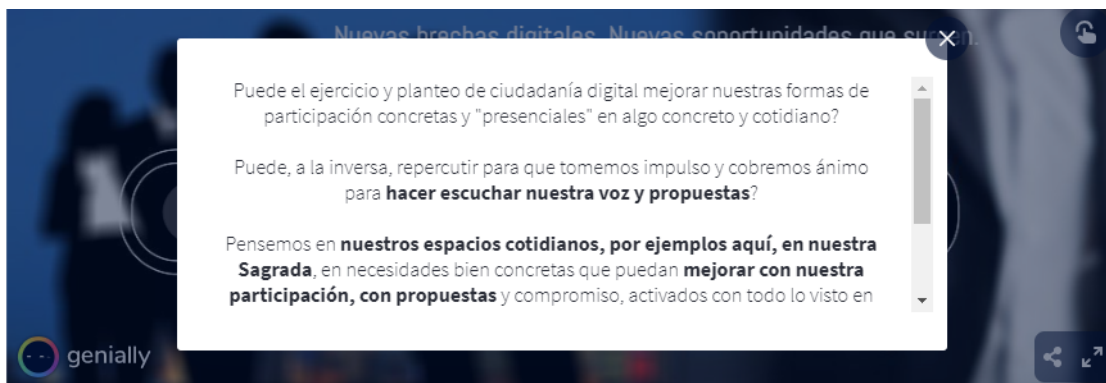 Nuevas brechas digitales. Nuevas soportunidades que surgen.
Puede el ejercicio y planteo de ciudadanía digital mejorar nuestras formas de
participación concretas y "presenciales" en algo concreto y cotidiano?
Puede, a la inversa, repercutir para que tomemos impulso y cobremos ánimo
para hacer escuchar nuestra voz y propuestas?
Pensemos en nuestros espacios cotidianos, por ejemplos aquí, en nuestra
Sagrada, en necesidades bien concretas que puedan mejorar con nuestra
participación, con propuestas y compromiso, activados con todo lo visto en
genially